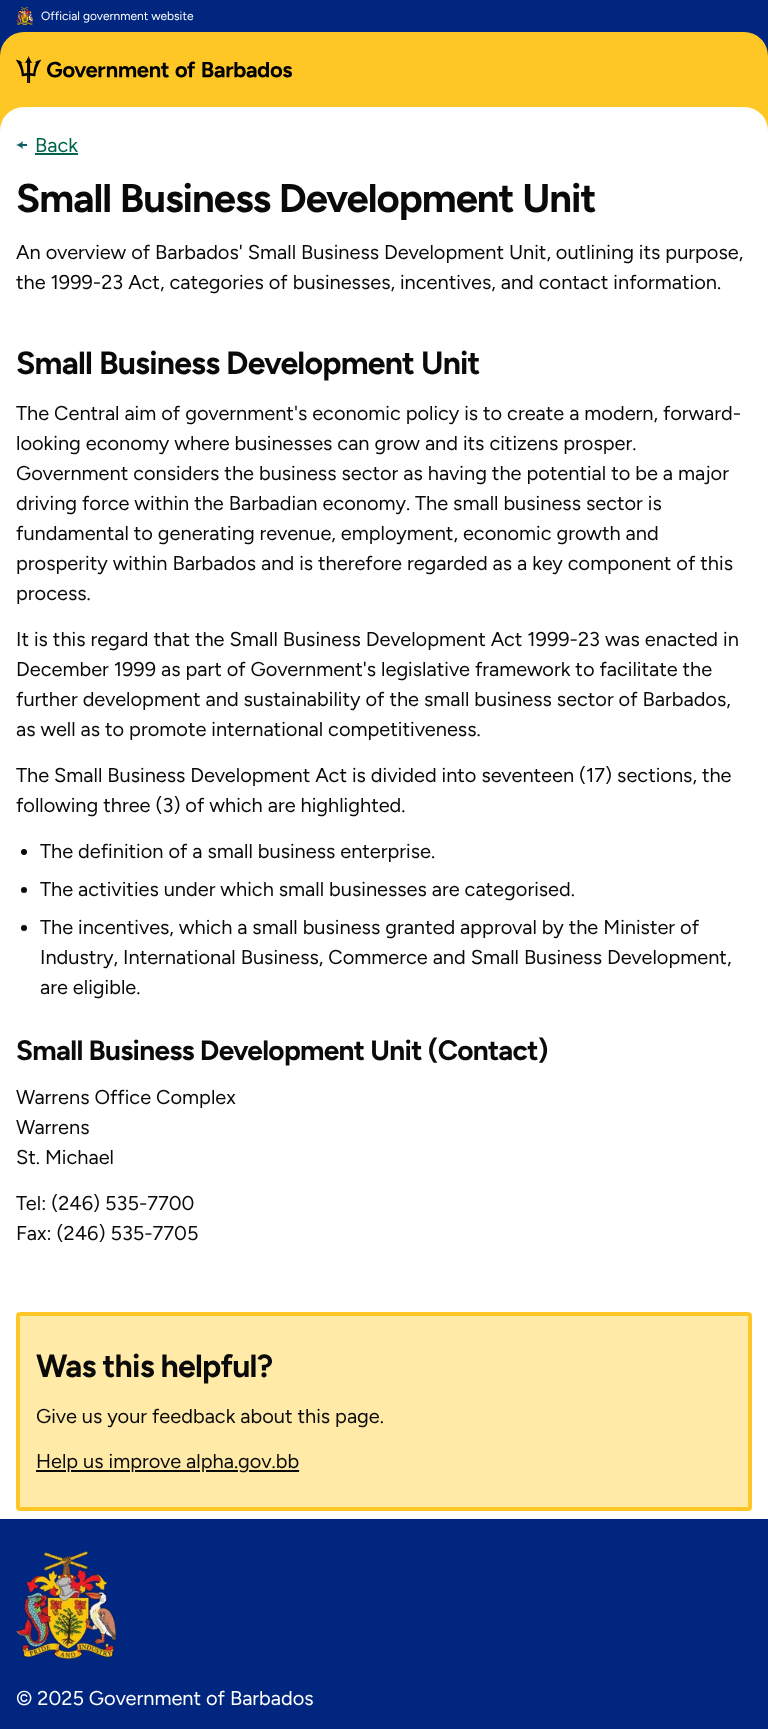 Official government website
Government of Barbados
Back
Small Business Development Unit
An overview of Barbados' Small Business Development Unit, outlining its purpose,
the 1999-23 Act, categories of businesses, incentives, and contact information.
Small Business Development Unit
The Central aim of government's economic policy is to create a modern, forward-
looking economy where businesses can grow and its citizens prosper.
Government considers the business sector as having the potential to be a major
driving force within the Barbadian economy. The small business sector is
fundamental to generating revenue, employment, economic growth and
prosperity within Barbados and is therefore regarded as a key component of this
process.
It is this regard that the Small Business Development Act 1999-23 was enacted in
December 1999 as part of Government's legislative framework to facilitate the
further development and sustainability of the small business sector of Barbados,
as well as to promote international competitiveness.
The Small Business Development Act is divided into seventeen (17) sections, the
following three (3) of which are highlighted.
• The definition of a small business enterprise.
• The activities under which small businesses are categorised.
• The incentives, which a small business granted approval by the Minister of
Industry, International Business, Commerce and Small Business Development,
are eligible.
Small Business Development Unit (Contact)
Warrens Office Complex
Warrens
St. Michael
Tel: (246) 535-7700
Fax: (246) 535-7705
Was this helpful?
Give us your feedback about this page.
Help us improve alpha.gov.bb
PRIDE AND INDUSTRY
© 2025 Government of Barbados